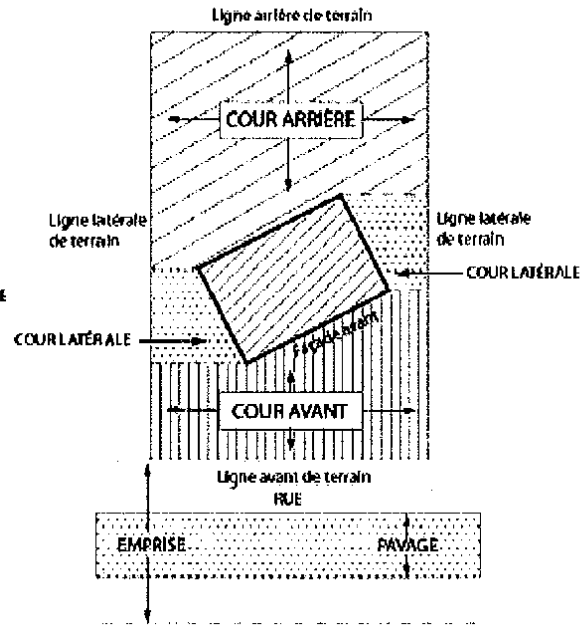 Ligne arrière de terrain
COUR ARRIÈRE
Ligne latérale
de terrain
Ligne latérale
de terrain
COUR LATÉRALE
COUR LATÉRALE
Façade avant
COUR AVANT
Ligne avant de terrain
RUE
EMPRISE
PAVAGE